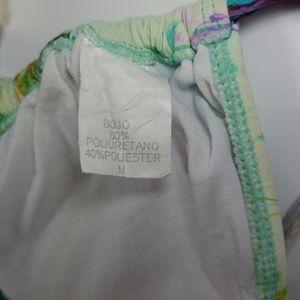 BOJO
60%
POLIURETANO
40%POLIESTER
M